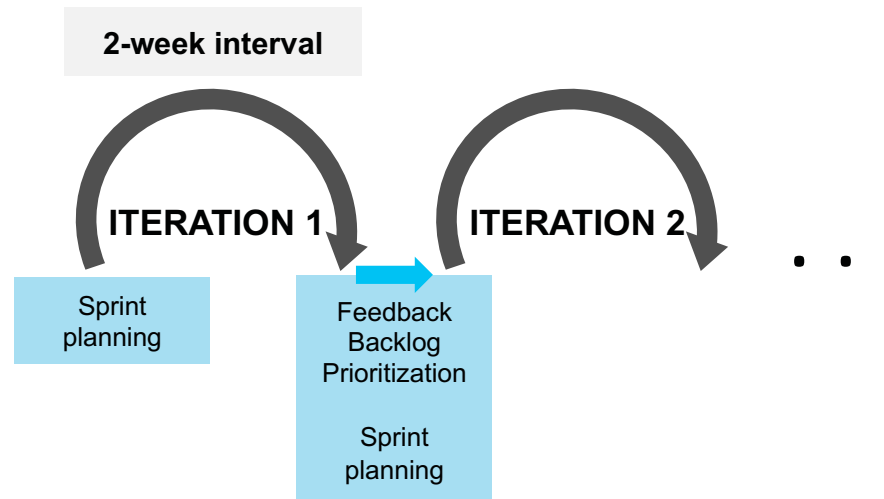 2-week interval
ITERATION 1
ITERATION 2
. .
Sprint
planning
Feedback
Backlog
Prioritization
Sprint
planning